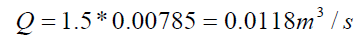 Q = 1.5 * 0.00785 = 0.0118m³ / s